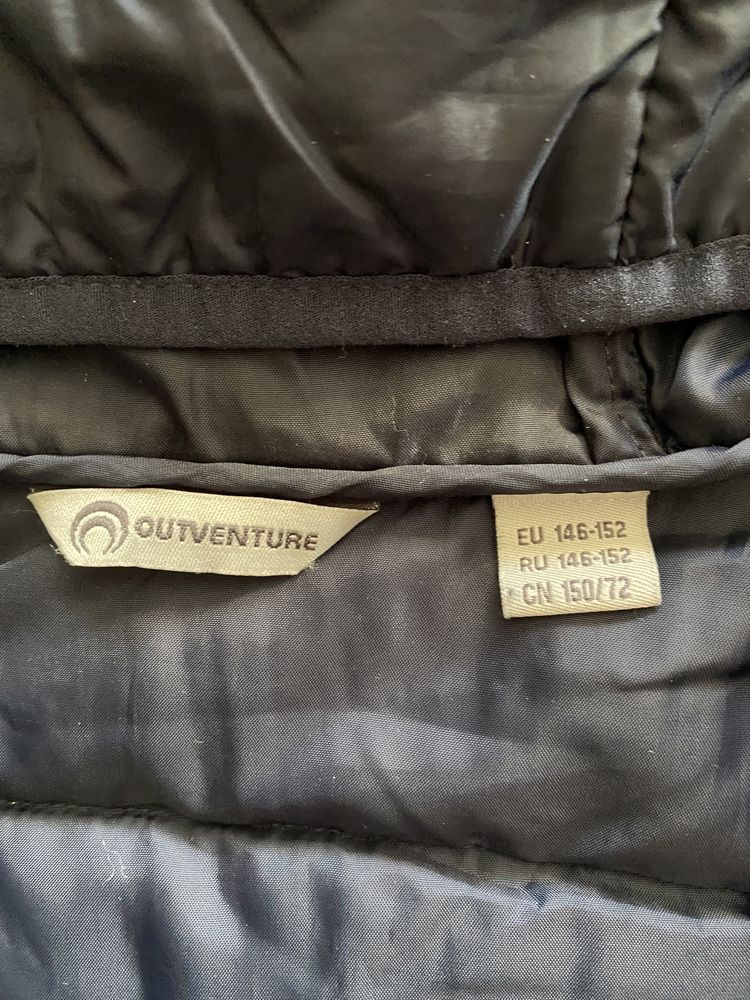 OUTVENTURE
EU 146-152
RU 146-152
CN 150/72